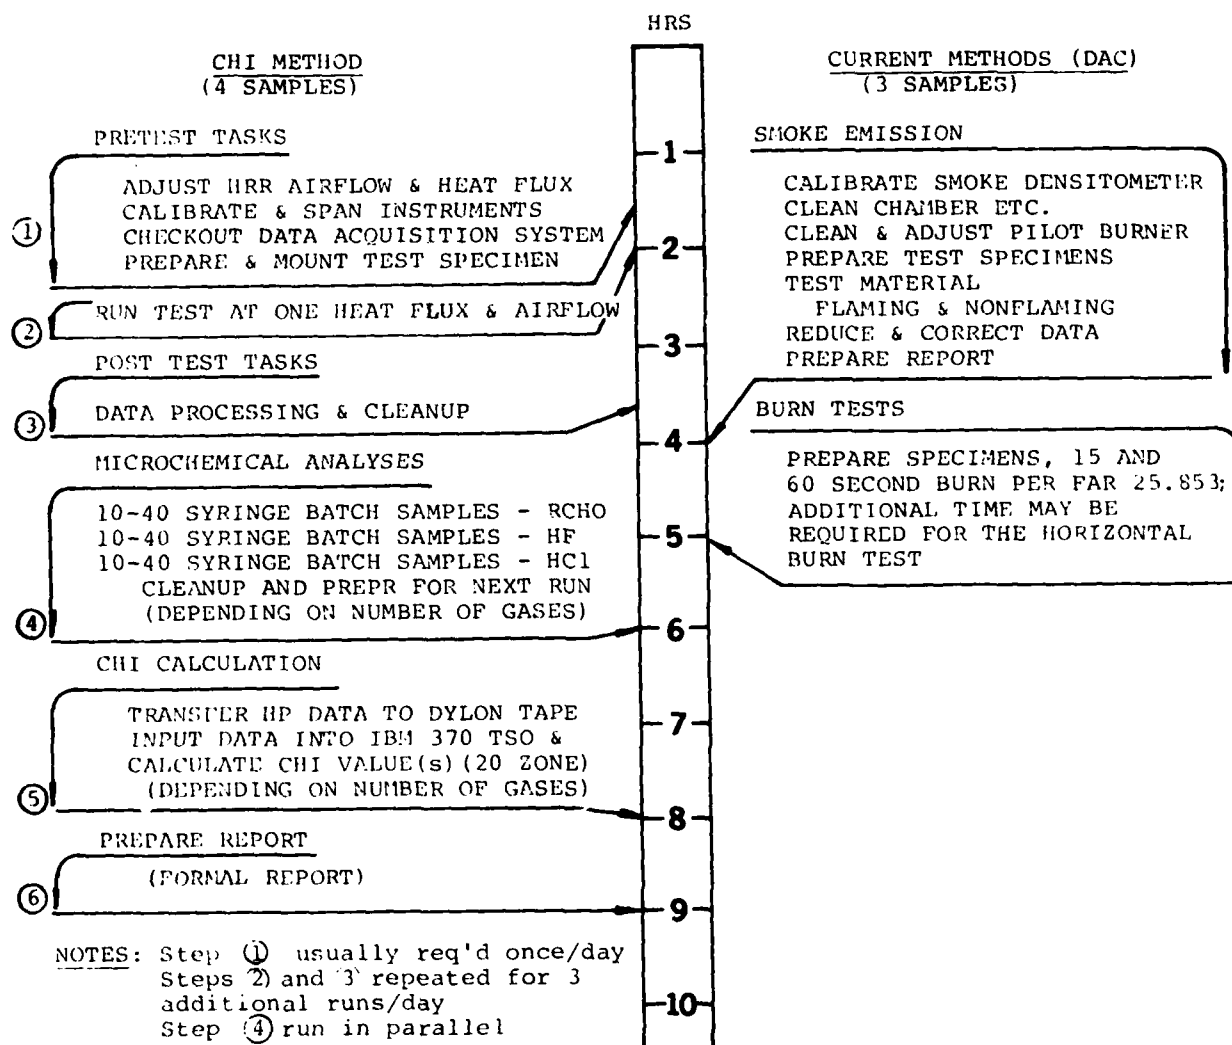 HRS
CHI METHOD
(4 SAMPLES)
PRETEST TASKS
ADJUST HRR AIRFLOW & HEAT FLUX
CALIBRATE & SPAN INSTRUMENTS
CHECKOUT DATA ACQUISITION SYSTEM
PREPARE & MOUNT TEST SPECIMEN
1
RUN TEST AT ONE HEAT FLUX & AIRFLOW
2
POST TEST TASKS
DATA PROCESSING & CLEANUP
3
MICROCHEMICAL ANALYSES
10-40 SYRINGE BATCH SAMPLES - RCHO
10-40 SYRINGE BATCH SAMPLES - HF
10-40 SYRINGE BATCH SAMPLES - HCl
CLEANUP AND PREPR FOR NEXT RUN
(DEPENDING ON NUMBER OF GASES)
4
CHI CALCULATION
TRANSFER HP DATA TO DYLON TAPE
INPUT DATA INTO IBM 370 TSO &
CALCULATE CHI VALUE(s) (20 ZONE)
(DEPENDING ON NUMBER OF GASES)
5
PREPARE REPORT
(FORMAL REPORT)
6
NOTES: Step 1 usually req'd once/day
Steps 2) and 3 repeated for 3
additional runs/day
Step 4 run in parallel
1
2
3
4
5
6
7
8
9
10
CURRENT METHODS (DAC)
(3 SAMPLES)
SMOKE EMISSION
CALIBRATE SMOKE DENSITOMETER
CLEAN CHAMBER ETC.
CLEAN & ADJUST PILOT BURNER
PREPARE TEST SPECIMENS
TEST MATERIAL
FLAMING & NONFLAMING
REDUCE & CORRECT DATA
PREPARE REPORT
BURN TESTS
PREPARE SPECIMENS, 15 AND
60 SECOND BURN PER FAR 25.853;
ADDITIONAL TIME MAY BE
REQUIRED FOR THE HORIZONTAL
BURN TEST